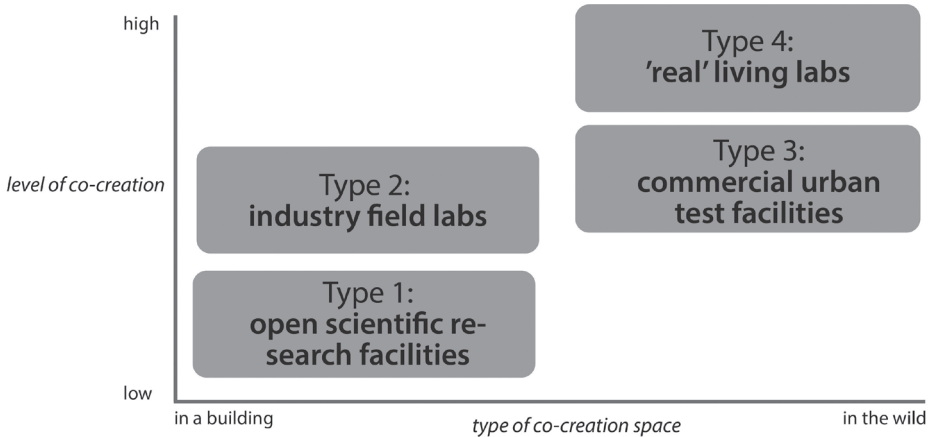 high
Type 4:
’real’ living labs
Type 3:
commercial urban
test facilities
level of co-creation
Type 2:
industry field labs
Type 1:
open scientific re-
search facilities
low
in a building
type of co-creation space
in the wild